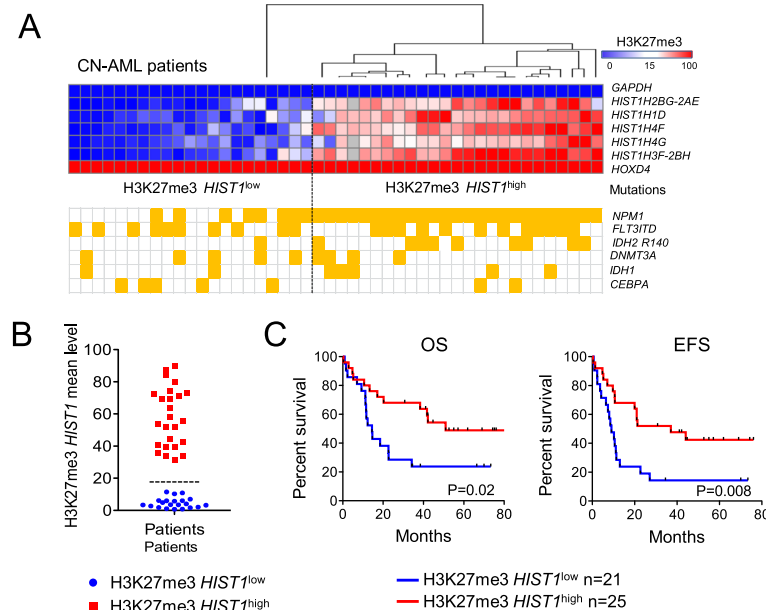 A
H3K27me3
0 15 100
CN-AML patients
GAPDH
HIST1H2BG-2AE
HIST1H1D
HIST1H4F
HIST1H4G
HIST1H3F-2BH
HOXD4
H3K27me3 HIST1low
H3K27me3 HIST1high
Mutations
NPM1
FLT3ITD
IDH2 R140
DNMT3A
IDH1
CEBPA
B
H3K27me3 HIST1 mean level
100
80
60
40
20
0
Patients
Patients
H3K27me3 HIST1low
H3K27me3 HIST1high
C
OS
Percent survival
100
80
60
40
20
0
P=0.02
0 20 40 60 80
Months
EFS
Percent survival
100
80
60
40
20
0
P=0.008
0 20 40 60 80
Months
H3K27me3 HIST1low n=21
H3K27me3 HIST1high n=25